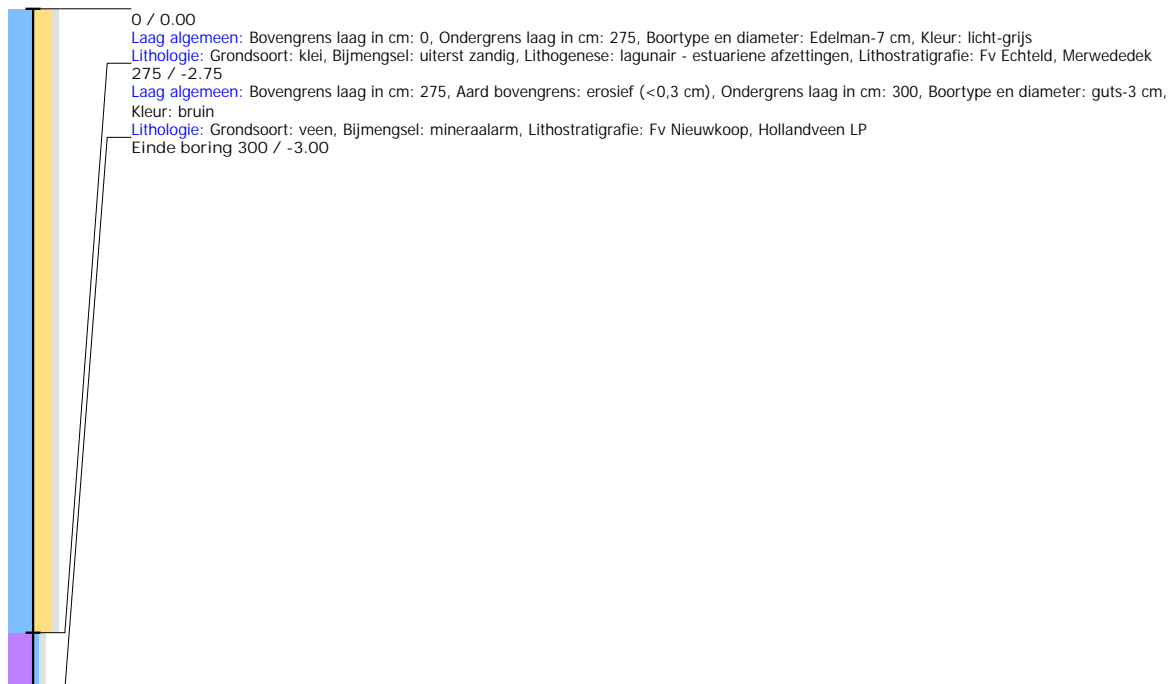 0 / 0.00
Laag algemeen: Bovengrens laag in cm: 0, Ondergrens laag in cm: 275, Boortype en diameter: Edelman-7 cm, Kleur: licht-grijs
Lithologie: Grondsoort: klei, Bijmengsel: uiterst zandig, Lithogenese: lagunair - estuariene afzettingen, Lithostratigrafie: Fv Echteld, Merwededek
275 / -2.75
Laag algemeen: Bovengrens laag in cm: 275, Aard bovengrens: erosief (<0,3 cm), Ondergrens laag in cm: 300, Boortype en diameter: guts-3 cm,
Kleur: bruin
Lithologie: Grondsoort: veen, Bijmengsel: mineraalarm, Lithostratigrafie: Fv Nieuwkoop, Hollandveen LP
Einde boring 300 / -3.00